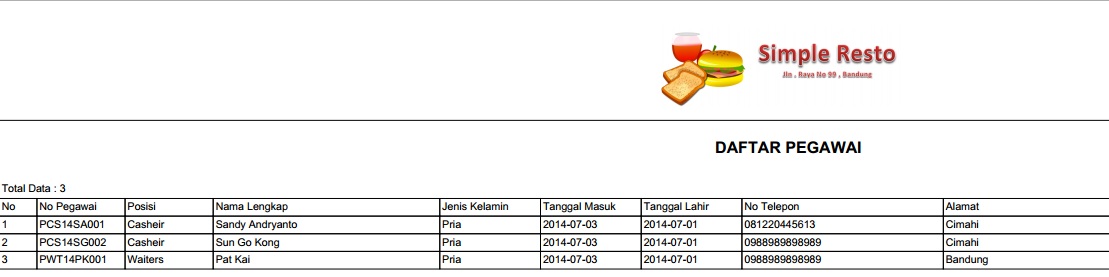 Simple Resto
Jln . Raya No 99 , Bandung
DAFTAR PEGAWAI
Total Data : 3
No No Pegawai Posisi Nama Lengkap Jenis Kelamin Tanggal Masuk Tanggal Lahir No Telepon Alamat
1 PCS14SA001 Casheir Sandy Andryanto Pria 2014-07-03 2014-07-01 081220445613 Cimahi
2 PCS14SG002 Casheir Sun Go Kong Pria 2014-07-03 2014-07-01 0988989898989 Cimahi
3 PWT14PK001 Waiters Pat Kai Pria 2014-07-03 2014-07-01 0988989898989 Bandung